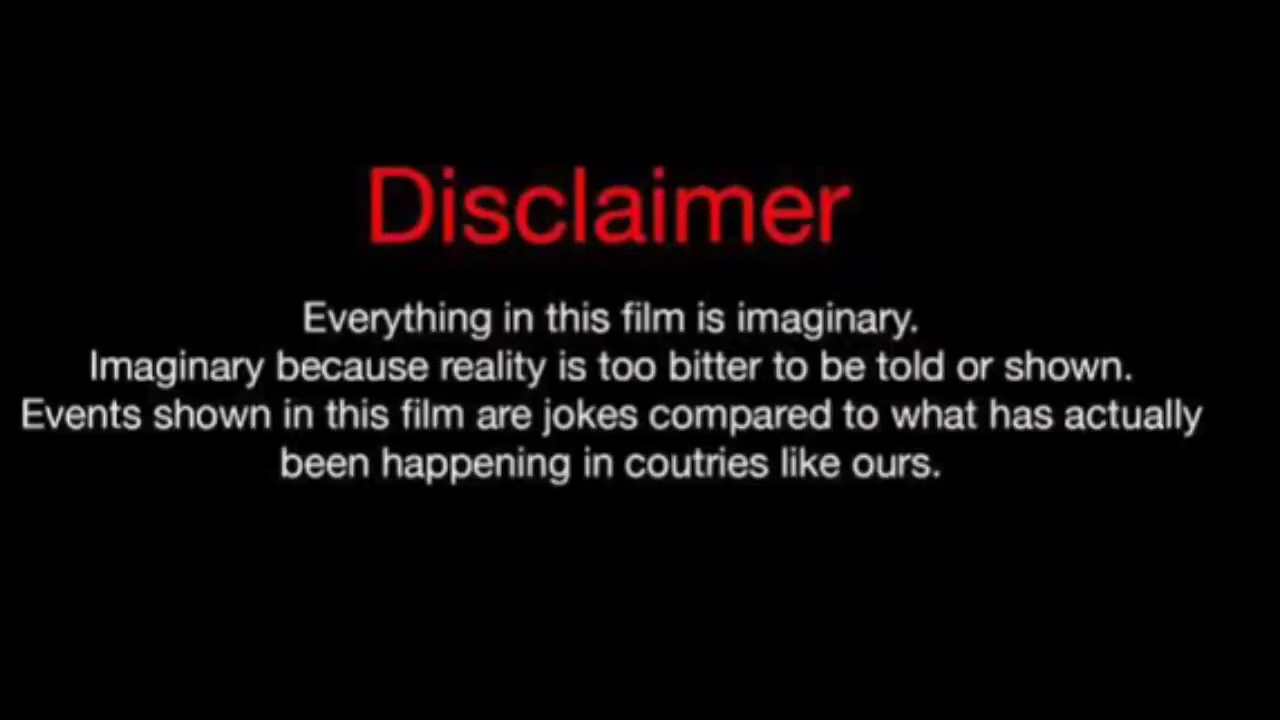 Disclaimer
Everything in this film is imaginary.
Imaginary because reality is too bitter to be told or shown.
Events shown in this film are jokes compared to what has actually
been happening in coutries like ours.